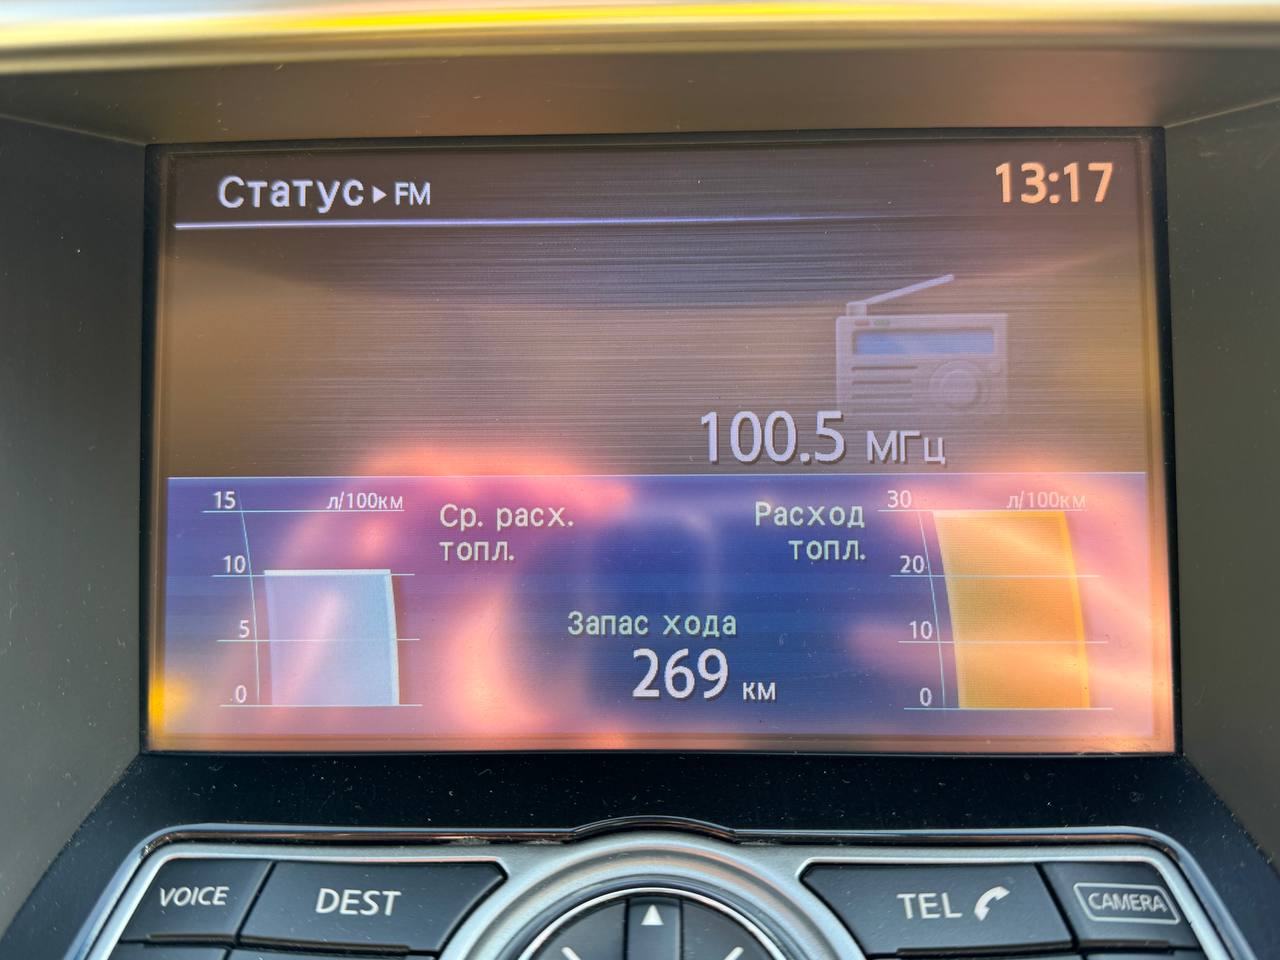 Статус▶FM
13:17
100.5 МГц
15
л/100км
10
5
0
Ср. расх.
топл.
Расход
топл.
30
л/100км
20
10
0
Запас хода
269 км
VOICE
DEST
TEL
CAMERA